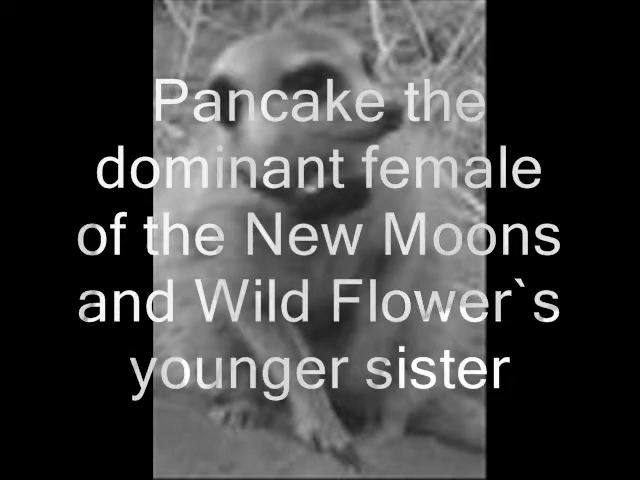 Pancake the
dominant female
of the New Moons
and Wild Flower`s
younger sister